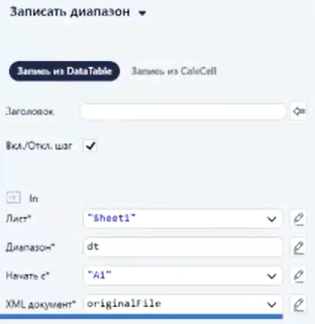 Записать диапазон
Запись из DataTable Запись из CalcCell
Заголовок
Вкл./Откл. шаг
In
Лист* "Sheet1"
Диапазон* dt
Начать с* "A1"
XML документ* originalFile